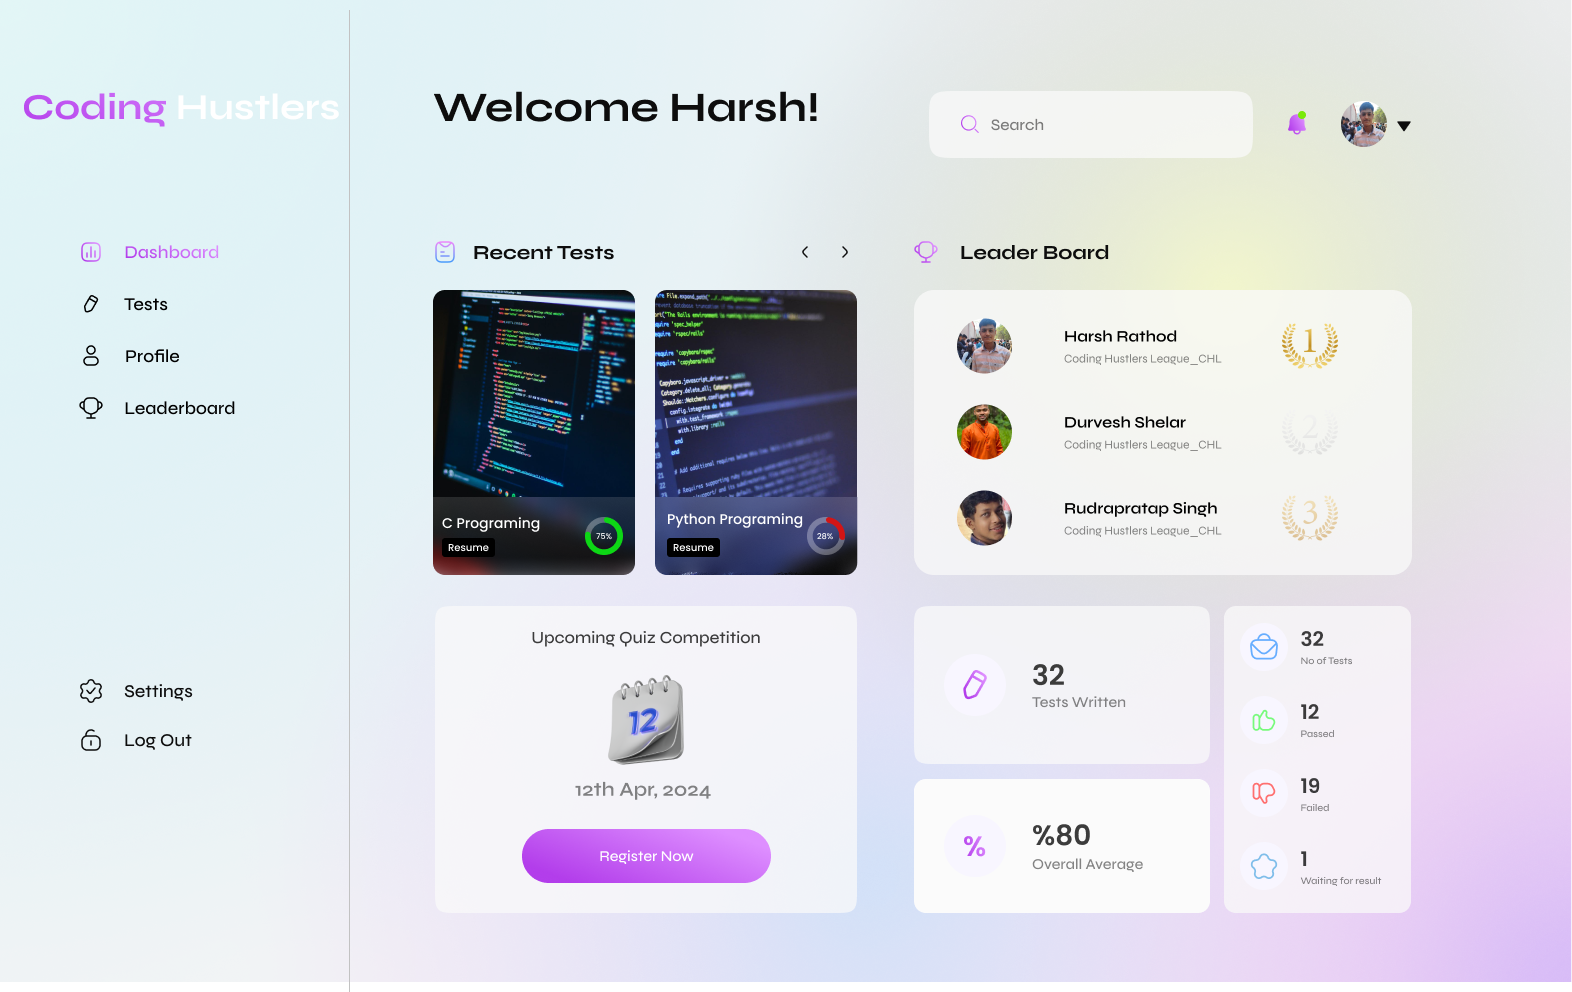 Coding Hustlers
Welcome Harsh!
Search
Dashboard
Tests
Profile
Leaderboard
Settings
Log Out
Recent Tests
C Programing
Resume
75%
Python Programing
Resume
28%
Leader Board
Harsh Rathod
Coding Hustlers League_CHL
1
Durvesh Shelar
Coding Hustlers League_CHL
2
Rudrapratap Singh
Coding Hustlers League_CHL
3
Upcoming Quiz Competition
12
12th Apr, 2024
Register Now
32
Tests Written
%
%80
Overall Average
32
No of Tests
12
Passed
19
Failed
1
Waiting for result